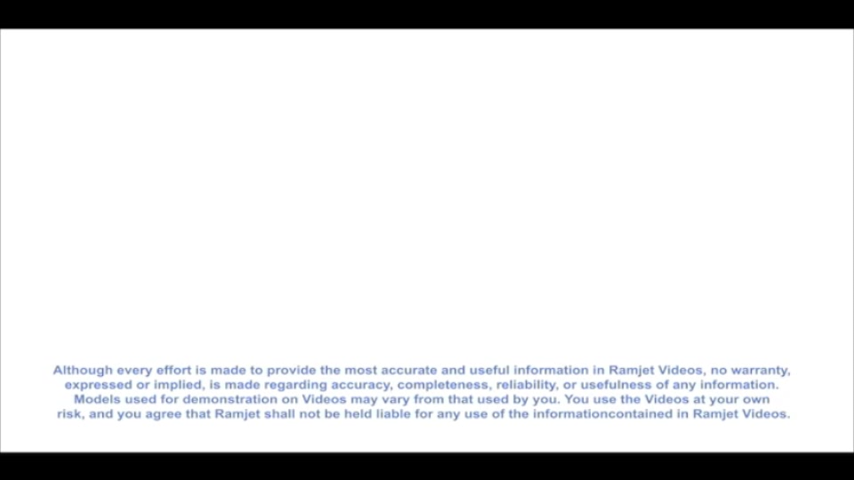 Although every effort is made to provide the most accurate and useful information in Ramjet Videos, no warranty,
expressed or implied, is made regarding accuracy, completeness, reliability, or usefulness of any information.
Models used for demonstration on Videos may vary from that used by you. You use the Videos at your own
risk, and you agree that Ramjet shall not be held liable for any use of the informationcontained in Ramjet Videos.